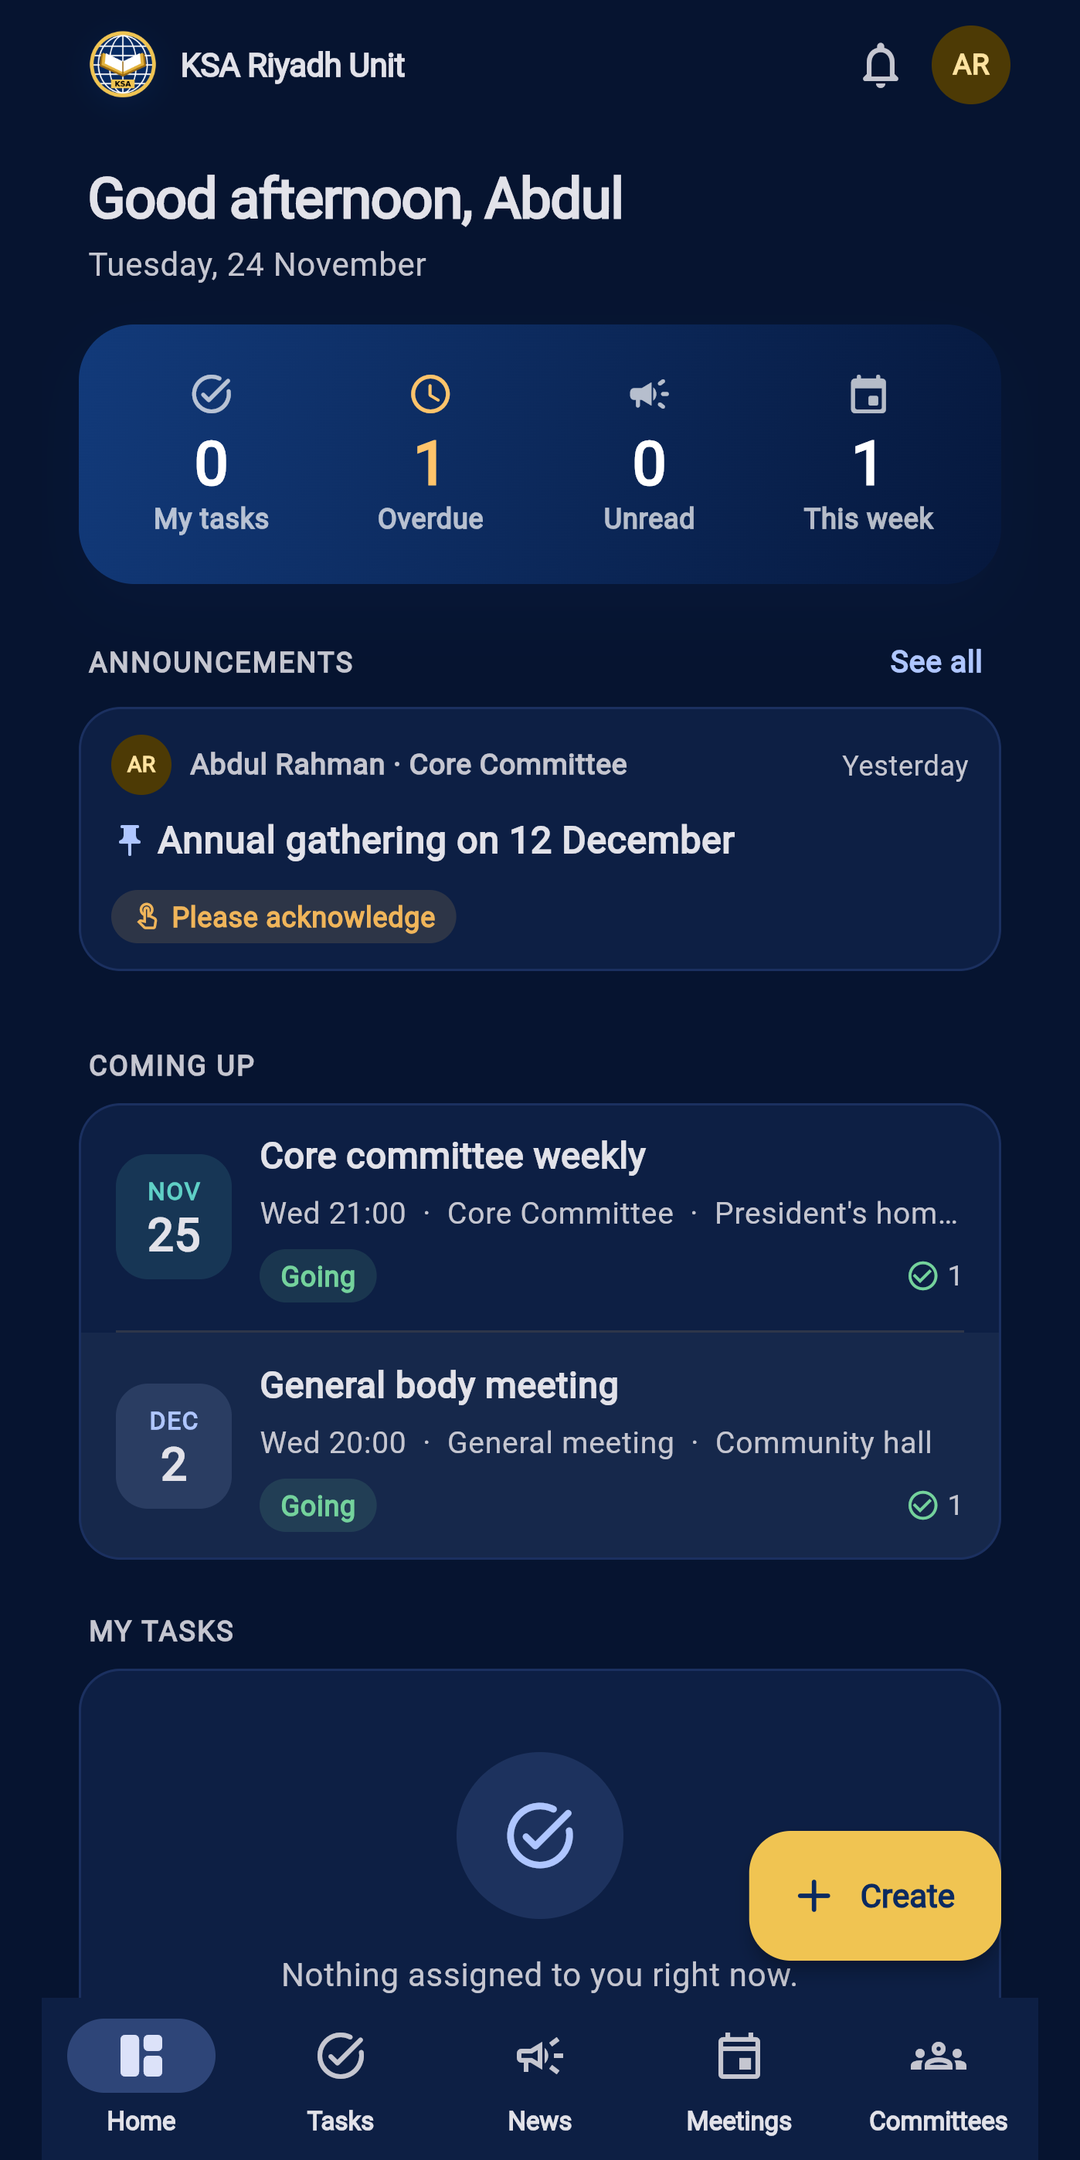 KSA
KSA Riyadh Unit
AR
Good afternoon, Abdul
Tuesday, 24 November
0
1
0
1
My tasks
Overdue
Unread
This week
ANNOUNCEMENTS
See all
AR
Abdul Rahman · Core Committee
Yesterday
Annual gathering on 12 December
Please acknowledge
COMING UP
NOV
25
Core committee weekly
Wed 21:00 · Core Committee · President's hom…
Going
1
DEC
2
General body meeting
Wed 20:00 · General meeting · Community hall
Going
1
MY TASKS
Create
Nothing assigned to you right now.
Home
Tasks
News
Meetings
Committees